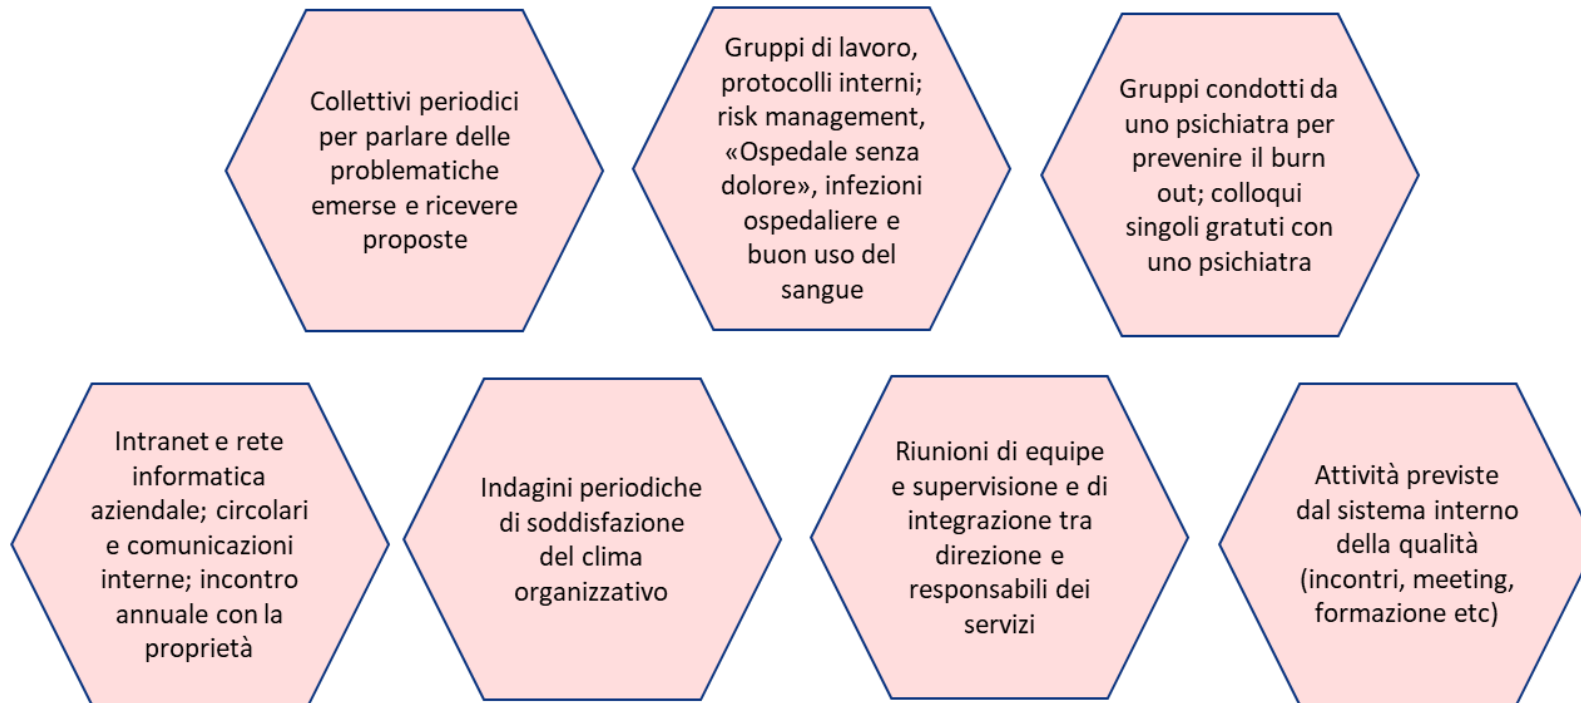 Collettivi periodici
per parlare delle
problematiche
emerse e ricevere
proposte
Gruppi di lavoro,
protocolli interni;
risk management,
«Ospedale senza
dolore», infezioni
ospedaliere e
buon uso del
sangue
Gruppi condotti da
uno psichiatra per
prevenire il burn
out; colloqui
singoli gratuti con
uno psichiatra
Intranet e rete
informatica
aziendale; circolari
e comunicazioni
interne; incontro
annuale con la
proprietà
Indagini periodiche
di soddisfazione
del clima
organizzativo
Riunioni di equipe
e supervisione e di
integrazione tra
direzione e
responsabili dei
servizi
Attività previste
dal sistema interno
della qualità
(incontri, meeting,
formazione etc)